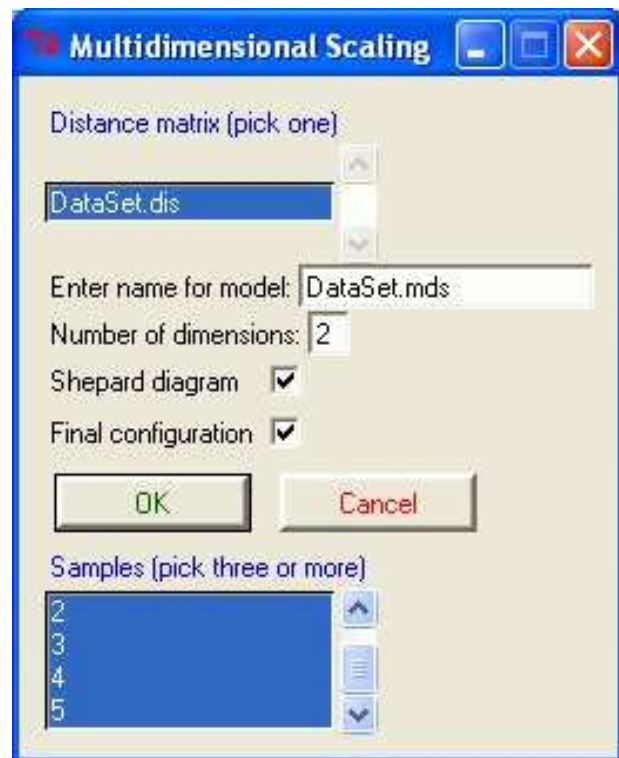 Multidimensional Scaling
Distance matrix (pick one)
DataSet.dis
Enter name for model: DataSet.mds
Number of dimensions: 2
Shepard diagram
Final configuration
OK Cancel
Samples (pick three or more)
2
3
4
5